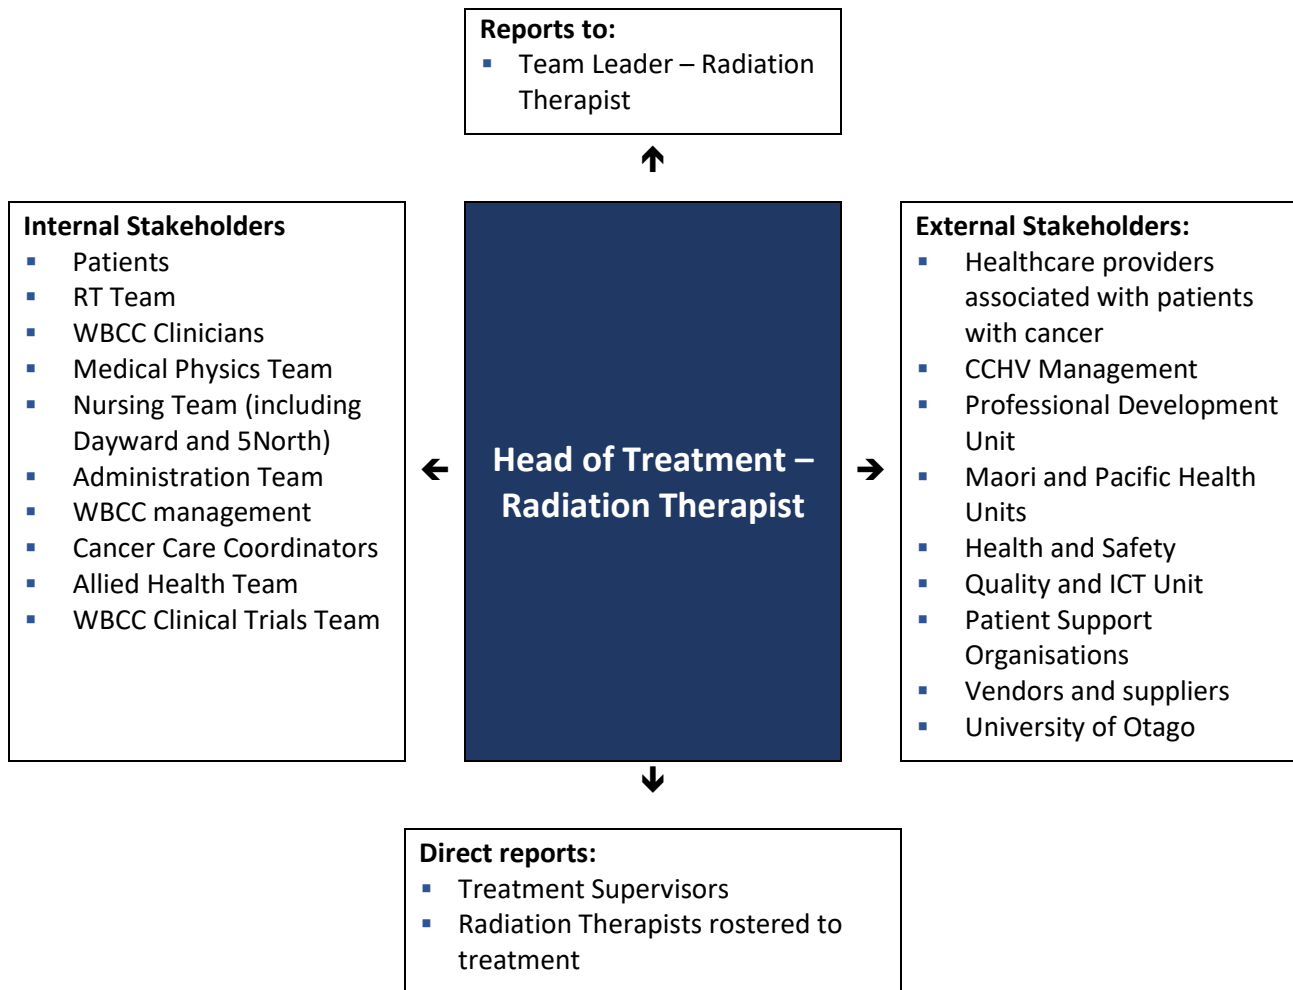 Reports to:
▪ Team Leader – Radiation
Therapist
Internal Stakeholders
▪ Patients
▪ RT Team
▪ WBCC Clinicians
▪ Medical Physics Team
▪ Nursing Team (including
Dayward and 5North)
▪ Administration Team
▪ WBCC management
▪ Cancer Care Coordinators
▪ Allied Health Team
▪ WBCC Clinical Trials Team
Head of Treatment –
Radiation Therapist
External Stakeholders:
▪ Healthcare providers
associated with patients
with cancer
▪ CCHV Management
▪ Professional Development
Unit
▪ Maori and Pacific Health
Units
▪ Health and Safety
▪ Quality and ICT Unit
▪ Patient Support
Organisations
▪ Vendors and suppliers
▪ University of Otago
Direct reports:
▪ Treatment Supervisors
▪ Radiation Therapists rostered to
treatment